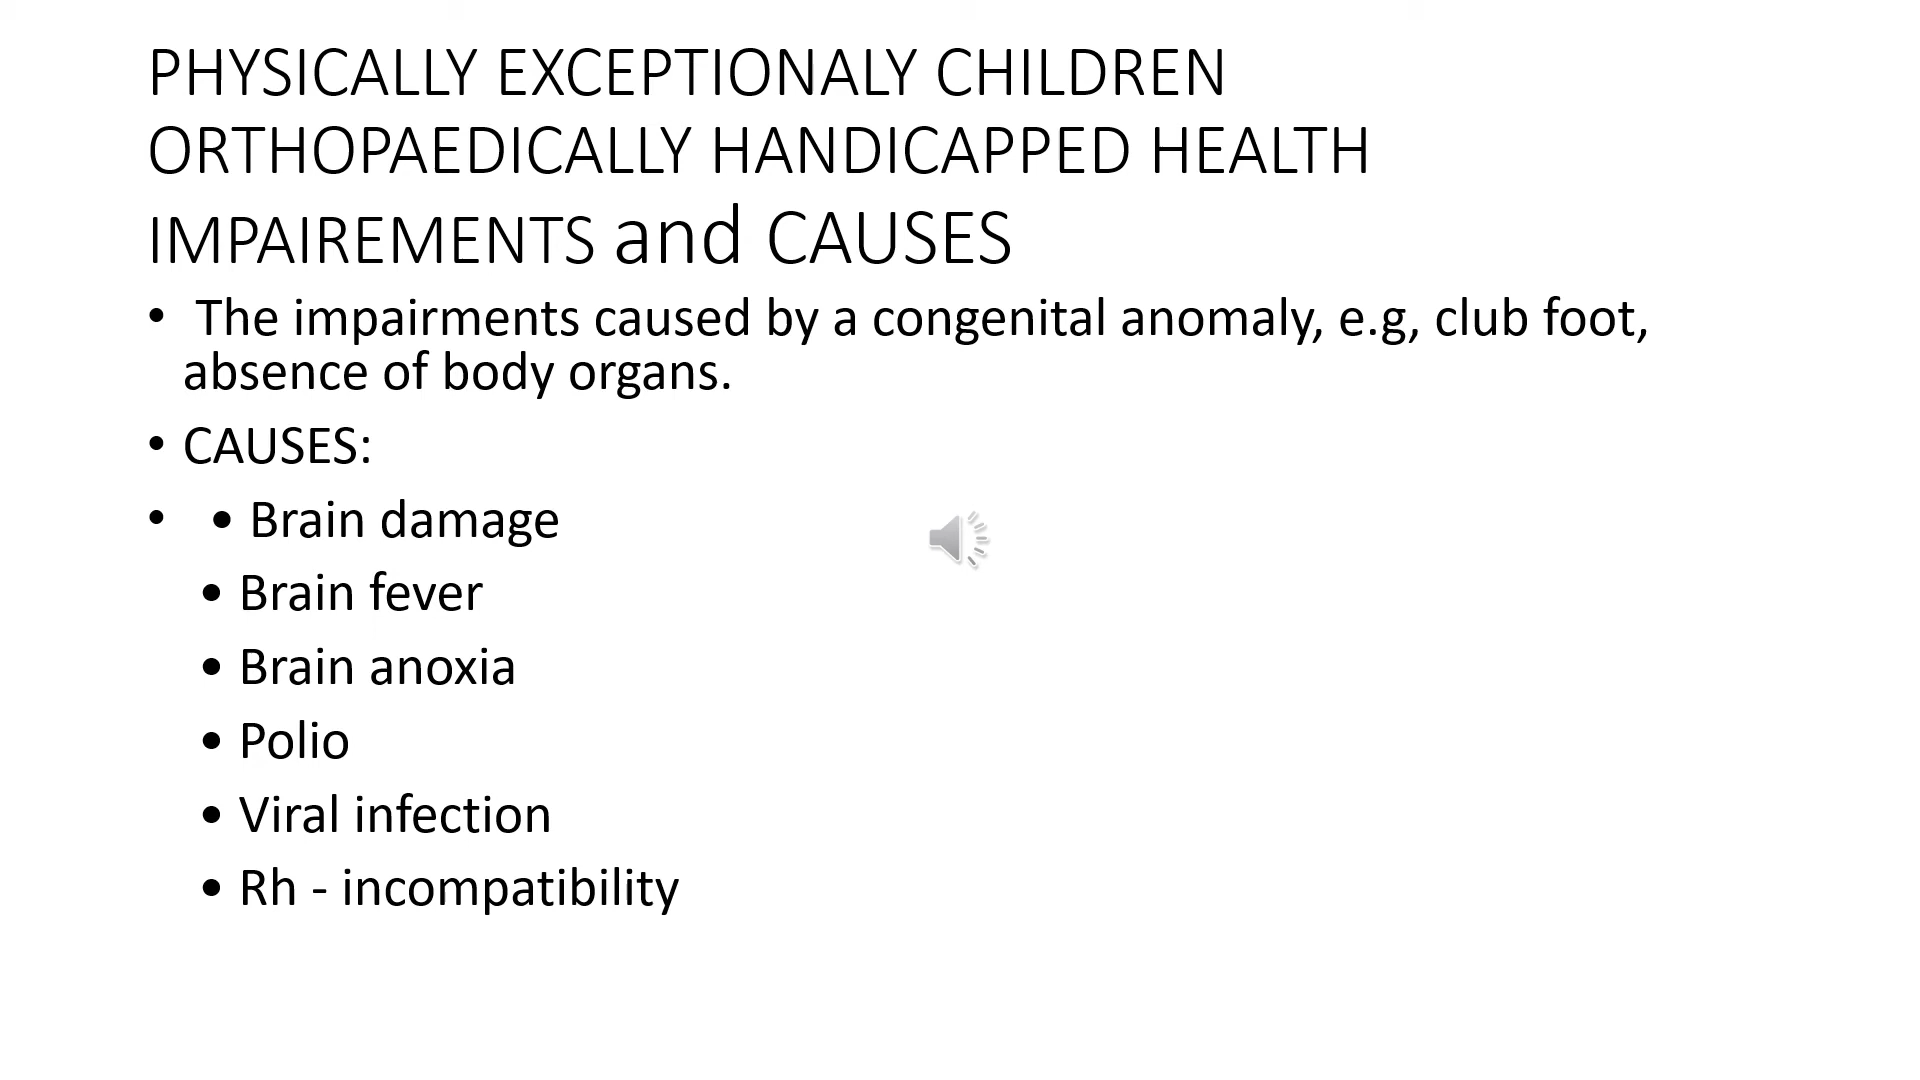 PHYSICALLY EXCEPTIONALY CHILDREN
ORTHOPAEDICALLY HANDICAPPED HEALTH
IMPAIREMENTS and CAUSES
• The impairments caused by a congenital anomaly, e.g, club foot,
absence of body organs.
• CAUSES:
• • Brain damage
• Brain fever
• Brain anoxia
• Polio
• Viral infection
• Rh - incompatibility